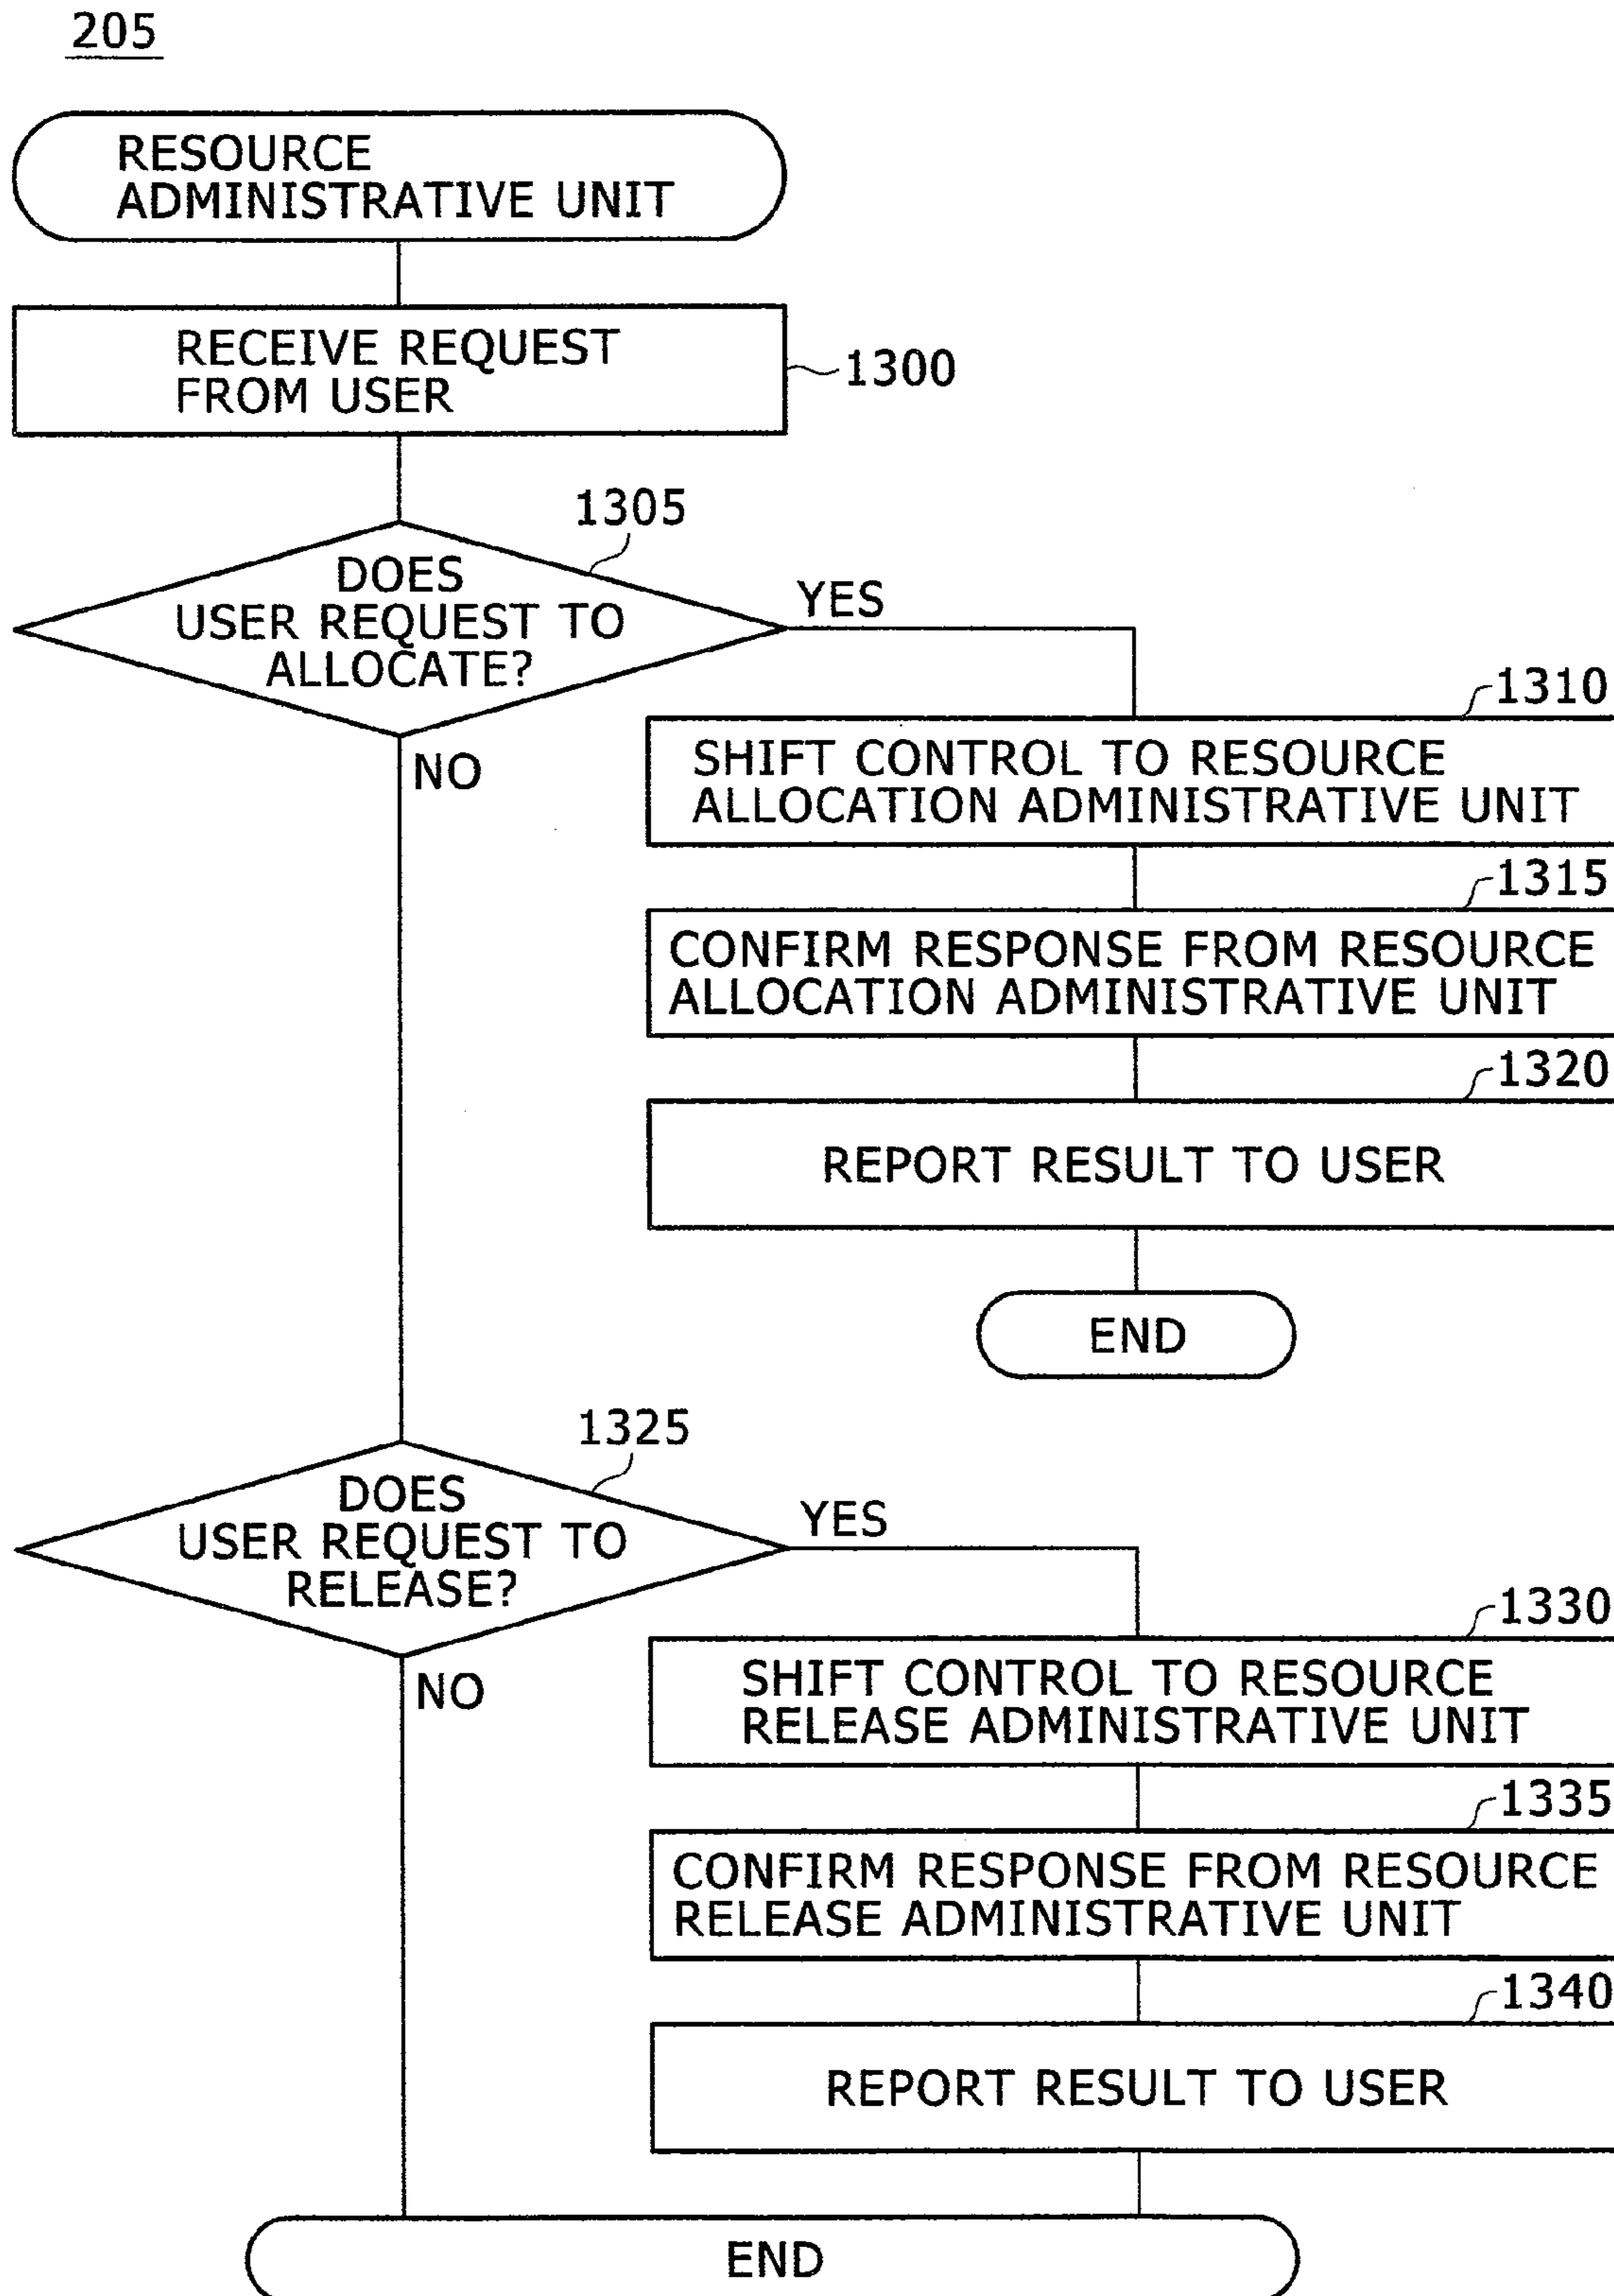 205
RESOURCE
ADMINISTRATIVE UNIT
RECEIVE REQUEST
FROM USER
1300
1305
DOES
USER REQUEST TO
ALLOCATE?
YES
NO
1310
SHIFT CONTROL TO RESOURCE
ALLOCATION ADMINISTRATIVE UNIT
1315
CONFIRM RESPONSE FROM RESOURCE
ALLOCATION ADMINISTRATIVE UNIT
1320
REPORT RESULT TO USER
END
1325
DOES
USER REQUEST TO
RELEASE?
YES
NO
1330
SHIFT CONTROL TO RESOURCE
RELEASE ADMINISTRATIVE UNIT
1335
CONFIRM RESPONSE FROM RESOURCE
RELEASE ADMINISTRATIVE UNIT
1340
REPORT RESULT TO USER
END